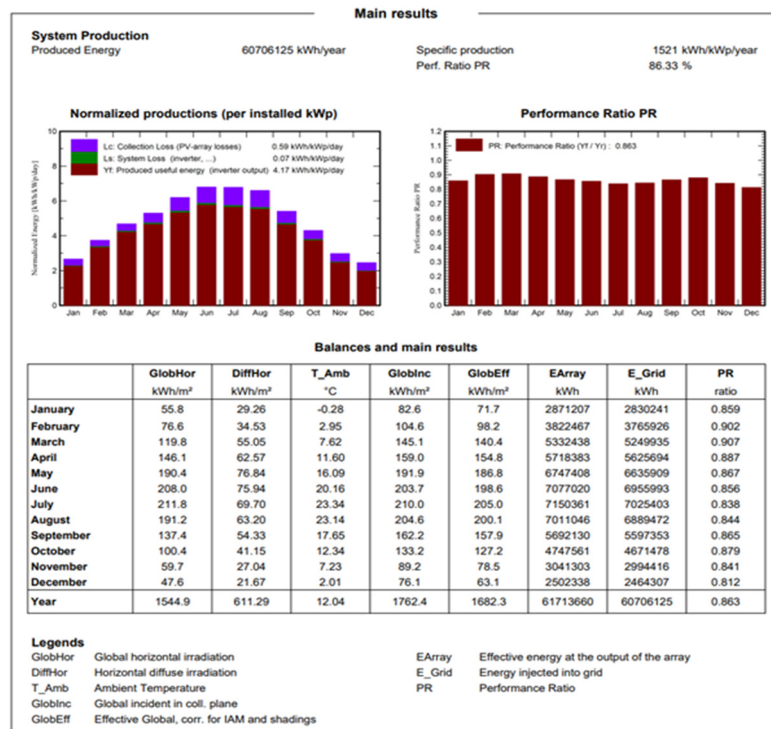 Main results
System Production
Produced Energy 60706125 kWh/year Specific production 1521 kWh/kWp/year
Perf. Ratio PR 86.33 %
Normalized productions (per installed kWp)
Lc: Collection Loss (PV-array losses) 0.59 kWh/kWp/day
Ls: System Loss (inverter, ...) 0.07 kWh/kWp/day
Yf: Produced useful energy (inverter output) 4.17 kWh/kWp/day
Normalized Energy [kWh/kWp/day]
10
8
6
4
2
0
Jan Feb Mar Apr May Jun Jul Aug Sep Oct Nov Dec
Performance Ratio PR
PR: Performance Ratio (Yf / Yr) : 0.863
Performance Ratio PR
1.2
1.1
1.0
0.9
0.8
0.7
0.6
0.5
0.4
0.3
0.2
0.1
0.0
Jan Feb Mar Apr May Jun Jul Aug Sep Oct Nov Dec
Balances and main results
GlobHor DiffHor T_Amb GlobInc GlobEff EArray E_Grid PR
kWh/m² kWh/m² °C kWh/m² kWh/m² kWh kWh ratio
January 55.8 29.26 -0.28 82.6 71.7 2871207 2830241 0.859
February 76.6 34.53 2.95 104.6 98.2 3822467 3765926 0.902
March 119.8 55.05 7.62 145.1 140.4 5332438 5249935 0.907
April 146.1 62.57 11.60 159.0 154.8 5718383 5625694 0.887
May 190.4 76.84 16.09 191.9 186.8 6747408 6635909 0.867
June 208.0 75.94 20.16 203.7 198.6 7077020 6955993 0.856
July 211.8 69.70 23.34 210.0 205.0 7150361 7025403 0.838
August 191.2 63.20 23.14 204.6 200.1 7011046 6889472 0.844
September 137.4 54.33 17.65 162.2 157.9 5692130 5597353 0.865
October 100.4 41.15 12.34 133.2 127.2 4747561 4671478 0.879
November 59.7 27.04 7.23 89.2 78.5 3041303 2994416 0.841
December 47.6 21.67 2.01 76.1 63.1 2502338 2464307 0.812
Year 1544.9 611.29 12.04 1762.4 1682.3 61713660 60706125 0.863
Legends
GlobHor Global horizontal irradiation EArray Effective energy at the output of the array
DiffHor Horizontal diffuse irradiation E_Grid Energy injected into grid
T_Amb Ambient Temperature PR Performance Ratio
GlobInc Global incident in coll. plane
GlobEff Effective Global, corr. for IAM and shadings